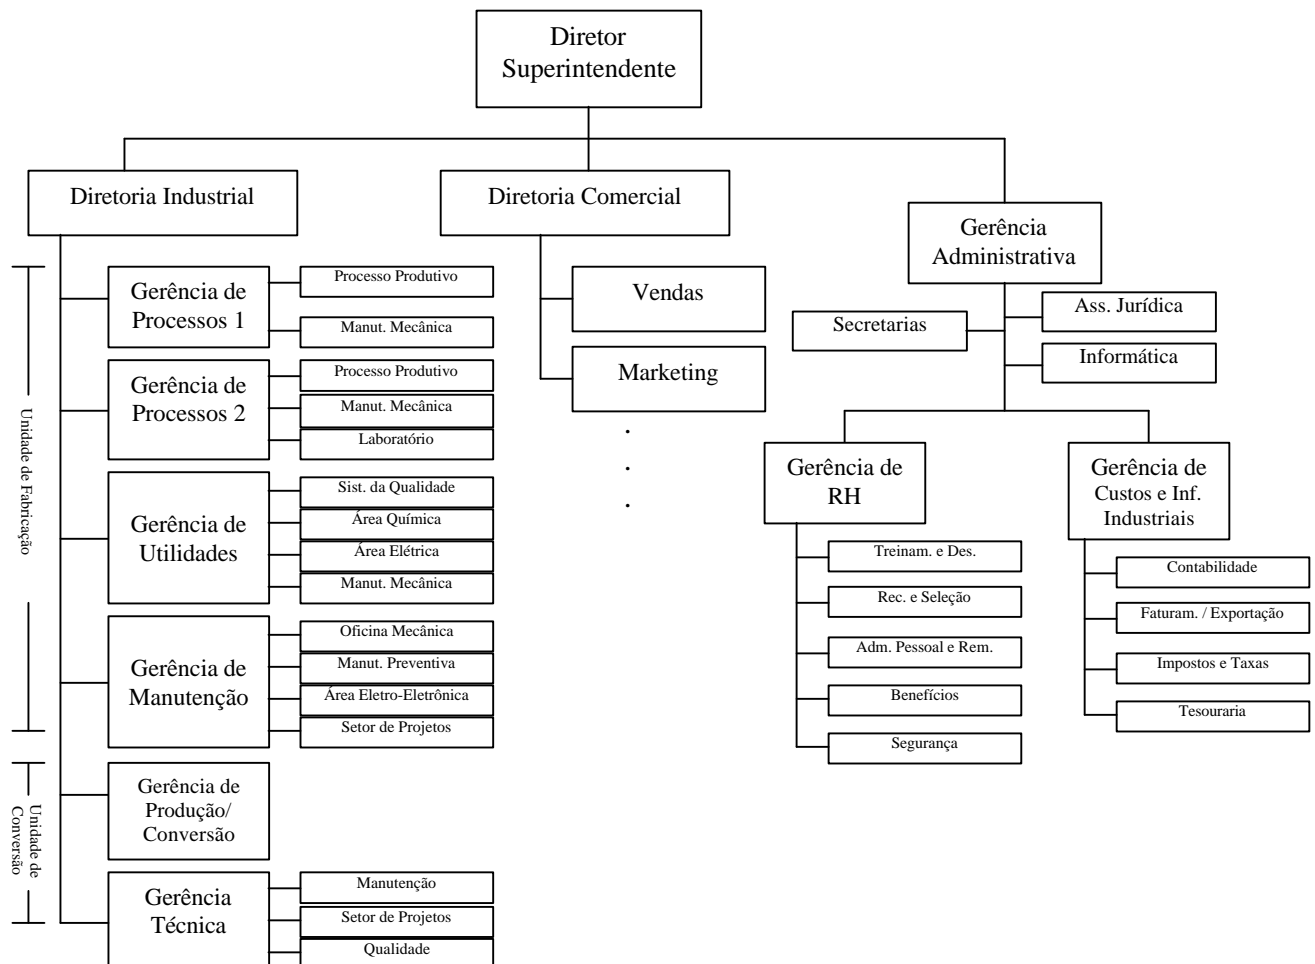 Diretor
Superintendente
Diretoria Industrial
Diretoria Comercial
Gerência
Administrativa
Unidade de Fabricação
Gerência de
Processos 1
Processo Produtivo
Manut. Mecânica
Gerência de
Processos 2
Processo Produtivo
Manut. Mecânica
Laboratório
Gerência de
Utilidades
Sist. da Qualidade
Área Química
Área Elétrica
Manut. Mecânica
Gerência de
Manutenção
Oficina Mecânica
Manut. Preventiva
Área Eletro-Eletrônica
Setor de Projetos
Unidade de
Conversão
Gerência de
Produção/
Conversão
Gerência
Técnica
Manutenção
Setor de Projetos
Qualidade
Vendas
Marketing
.
.
.
Secretarias
Ass. Jurídica
Informática
Gerência de
RH
Treinam. e Des.
Rec. e Seleção
Adm. Pessoal e Rem.
Benefícios
Segurança
Gerência de
Custos e Inf.
Industriais
Contabilidade
Faturam. / Exportação
Impostos e Taxas
Tesouraria